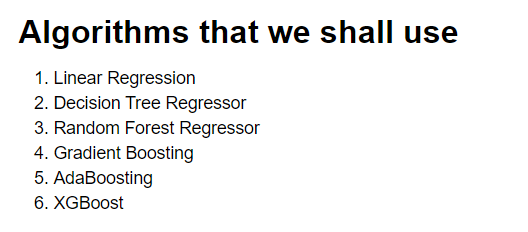 Algorithms that we shall use
1. Linear Regression
2. Decision Tree Regressor
3. Random Forest Regressor
4. Gradient Boosting
5. AdaBoosting
6. XGBoost